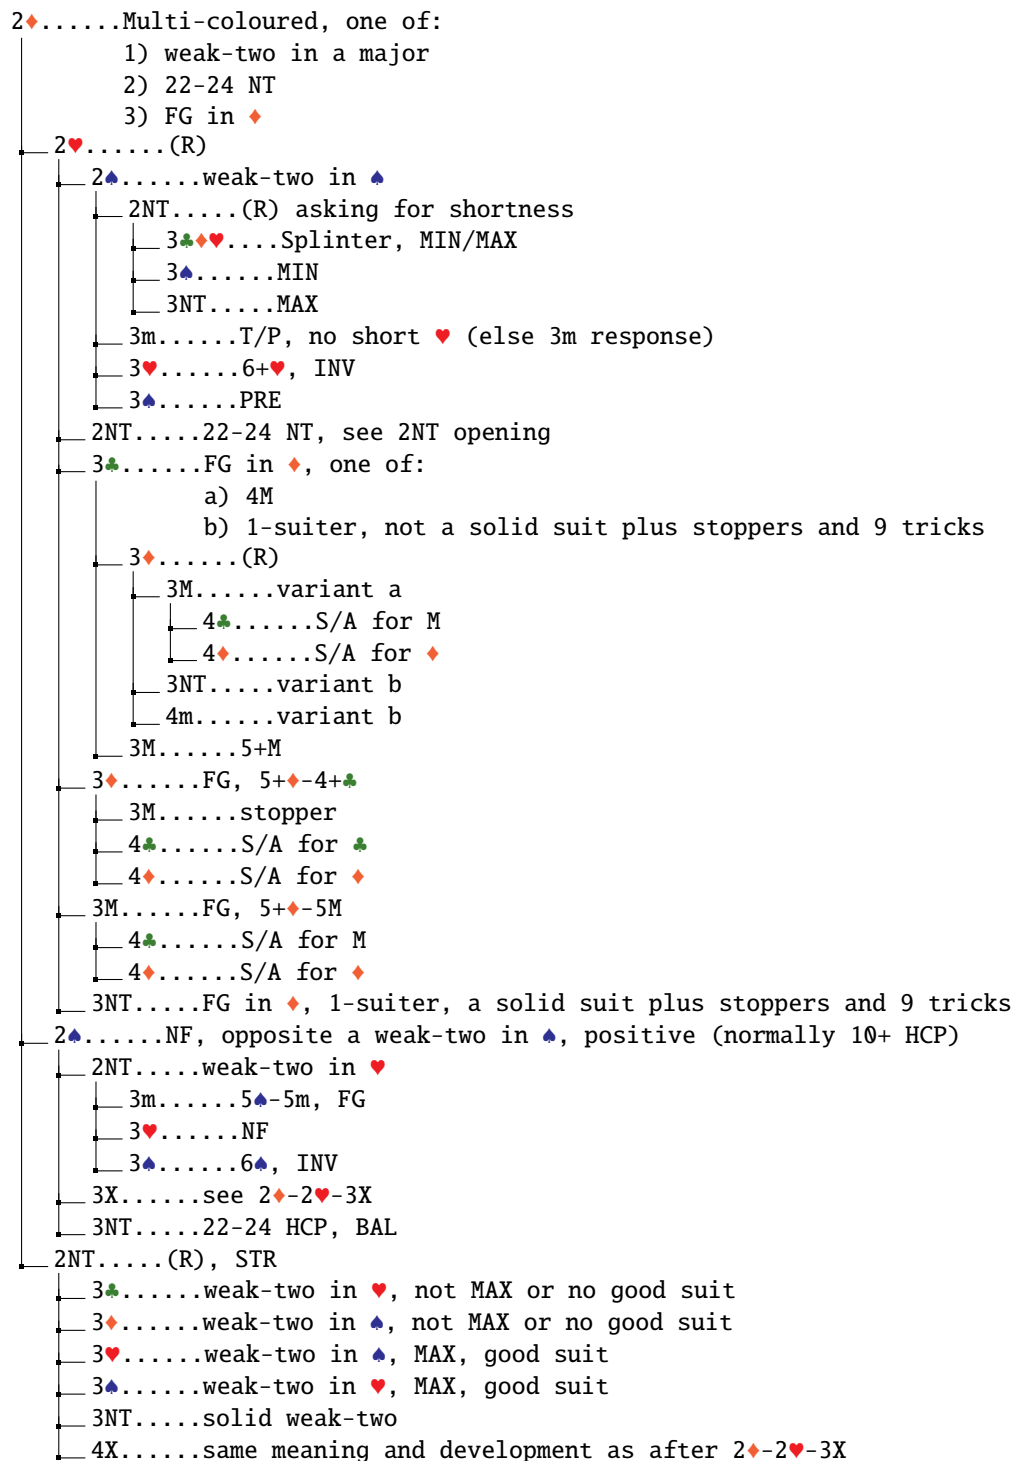 2♦......Multi-coloured, one of:
1) weak-two in a major
2) 22-24 NT
3) FG in ♦
2♥......(R)
2♠......weak-two in ♠
2NT.....(R) asking for shortness
3♣♦♥....Splinter, MIN/MAX
3♠......MIN
3NT.....MAX
3m......T/P, no short ♥ (else 3m response)
3♥......6+♥, INV
3♠......PRE
2NT.....22-24 NT, see 2NT opening
3♣......FG in ♦, one of:
a) 4M
b) 1-suiter, not a solid suit plus stoppers and 9 tricks
3♦......(R)
3M......variant a
4♣......S/A for M
4♦......S/A for ♦
3NT.....variant b
4m......variant b
3M......5+M
3♦......FG, 5+♦-4+♣
3M......stopper
4♣......S/A for ♣
4♦......S/A for ♦
3M......FG, 5+♦-5M
4♣......S/A for M
4♦......S/A for ♦
3NT.....FG in ♦, 1-suiter, a solid suit plus stoppers and 9 tricks
2♠......NF, opposite a weak-two in ♠, positive (normally 10+ HCP)
2NT.....weak-two in ♥
3m......5♠-5m, FG
3♥......NF
3♠......6♠, INV
3X......see 2♦-2♥-3X
3NT.....22-24 HCP, BAL
2NT.....(R), STR
3♣......weak-two in ♥, not MAX or no good suit
3♦......weak-two in ♠, not MAX or no good suit
3♥......weak-two in ♠, MAX, good suit
3♠......weak-two in ♥, MAX, good suit
3NT.....solid weak-two
4X......same meaning and development as after 2♦-2♥-3X